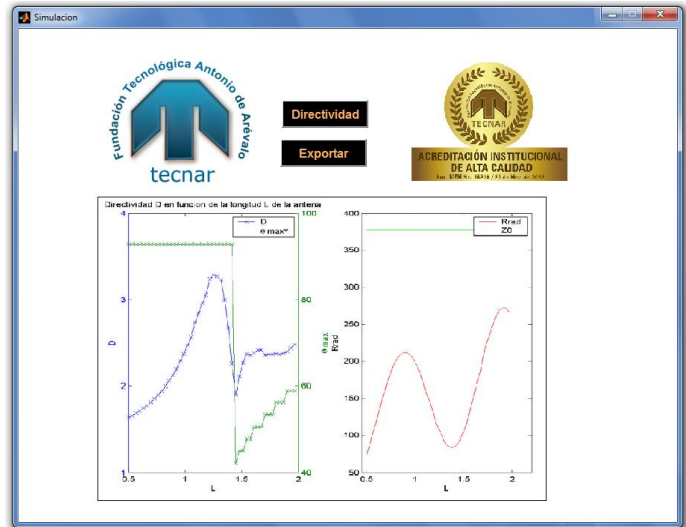 Simulacion
Fundación Tecnológica Antonio de Arévalo
tecnar
Directividad
Exportar
TECNAR
ACREDITACIÓN INSTITUCIONAL
DE ALTA CALIDAD
Directividad D en funcion de la longitud L de la antena
4
3
2
1
D
0.5 1 1.5 2
L
100
80
60
40
θ max
D
θ max°
400
350
300
250
200
150
100
50
Rrad
0.5 1 1.5 2
L
Rrad
Z0